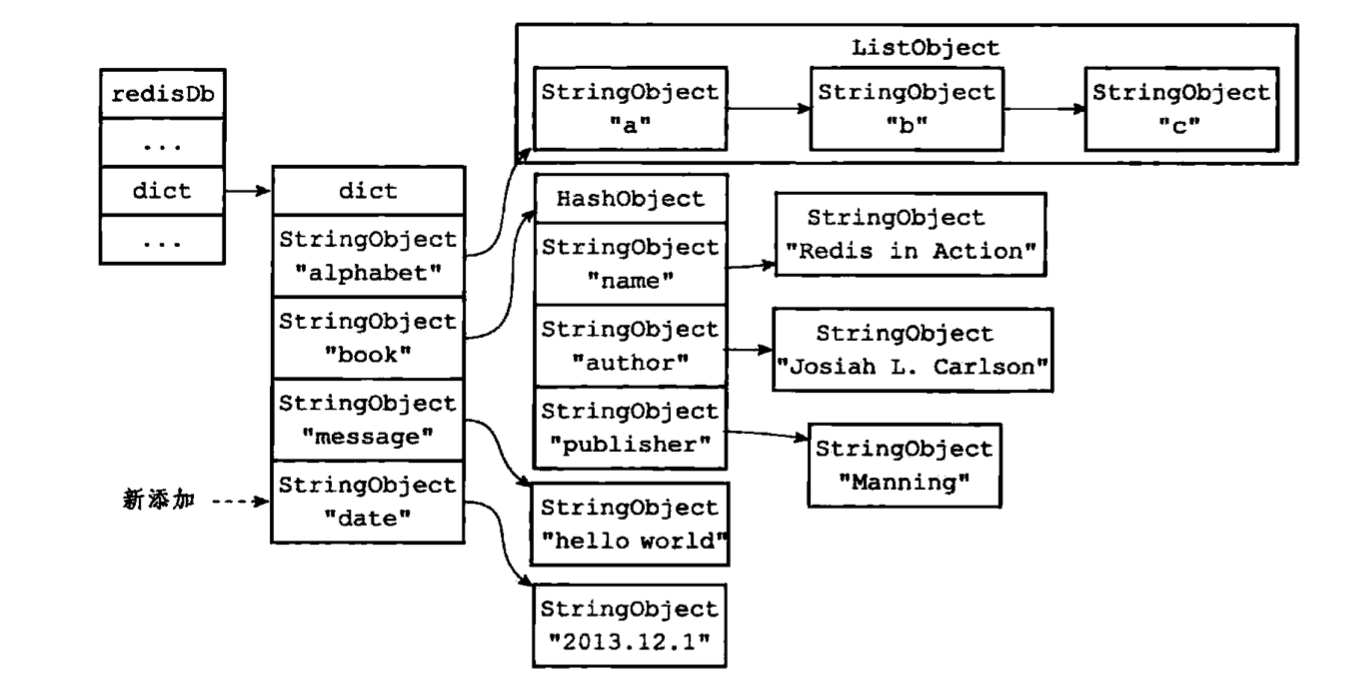 redisDb
...
dict
...
dict
StringObject
"alphabet"
StringObject
"book"
StringObject
"message"
新添加
StringObject
"date"
ListObject
StringObject
"a"
StringObject
"b"
StringObject
"c"
HashObject
StringObject
"name"
StringObject
"author"
StringObject
"publisher"
StringObject
"Redis in Action"
StringObject
"Josiah L. Carlson"
StringObject
"Manning"
StringObject
"hello world"
StringObject
"2013.12.1"